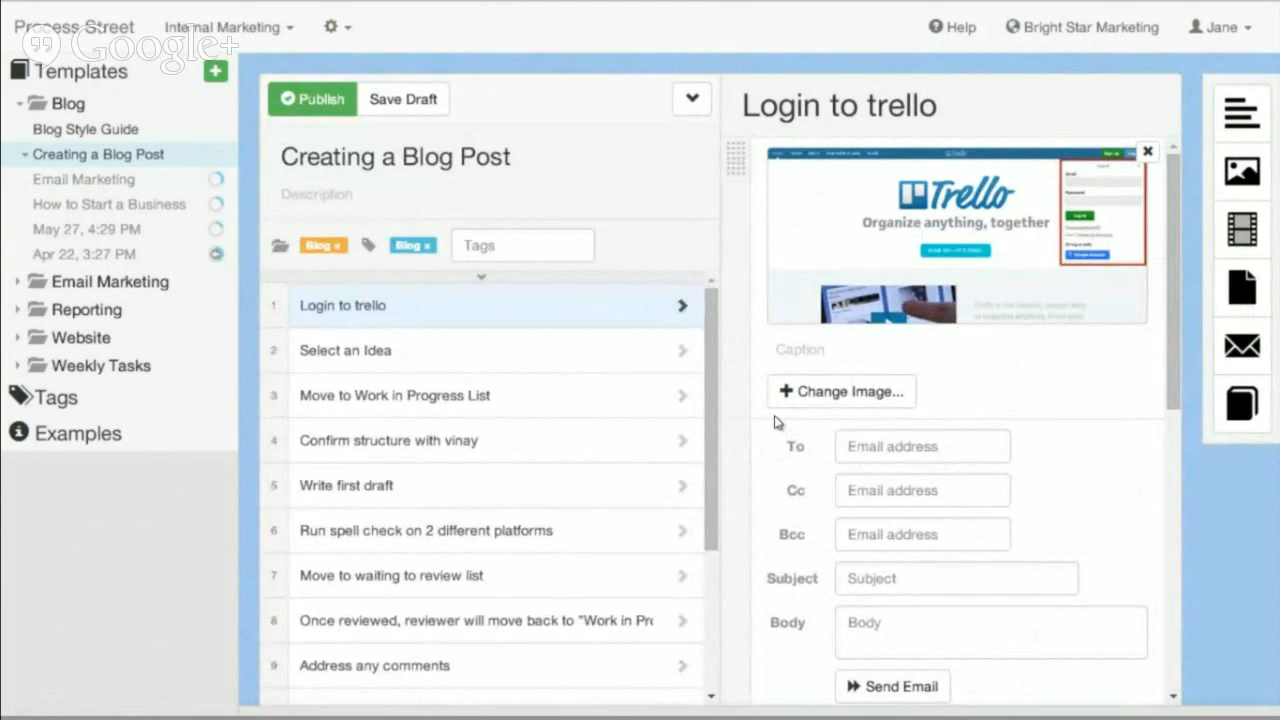 Process Street
Internal Marketing
Help
Bright Star Marketing
Jane
Google+
Templates
Blog
Blog Style Guide
Creating a Blog Post
Email Marketing
How to Start a Business
May 27, 4:29 PM
Apr 22, 3:27 PM
Email Marketing
Reporting
Website
Weekly Tasks
Tags
Examples
Publish
Save Draft
Creating a Blog Post
Description
Blog x
Blog x
Tags
1 Login to trello
2 Select an Idea
3 Move to Work in Progress List
4 Confirm structure with vinay
5 Write first draft
6 Run spell check on 2 different platforms
7 Move to waiting to review list
8 Once reviewed, reviewer will move back to "Work in Pro
9 Address any comments
Login to trello
Trello
Organize anything, together
Caption
Change Image...
To Email address
Cc Email address
Bcc Email address
Subject Subject
Body Body
Send Email